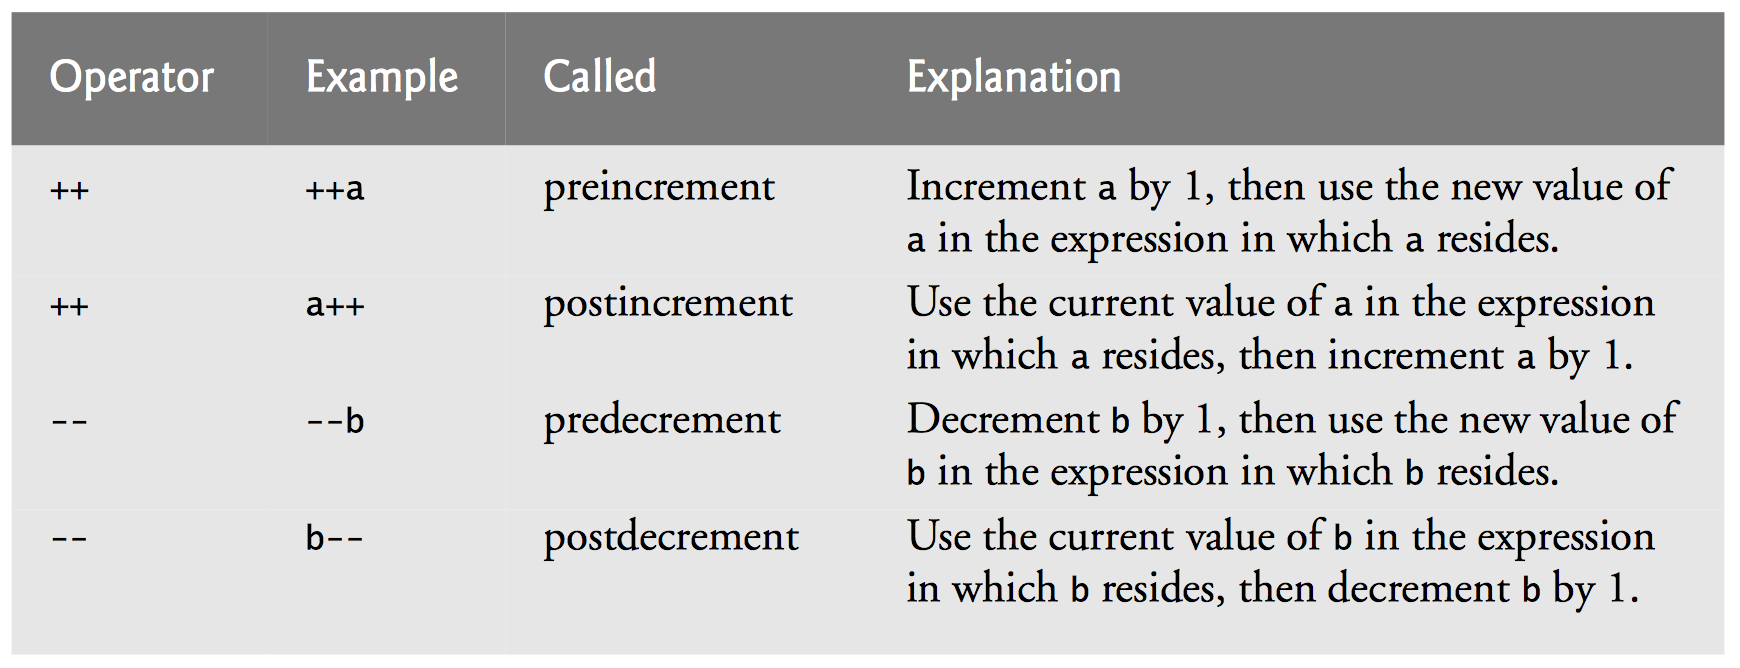 Operator Example Called Explanation
++ ++a preincrement Increment a by 1, then use the new value of
a in the expression in which a resides.
++ a++ postincrement Use the current value of a in the expression
in which a resides, then increment a by 1.
-- --b predecrement Decrement b by 1, then use the new value of
b in the expression in which b resides.
-- b-- postdecrement Use the current value of b in the expression
in which b resides, then decrement b by 1.